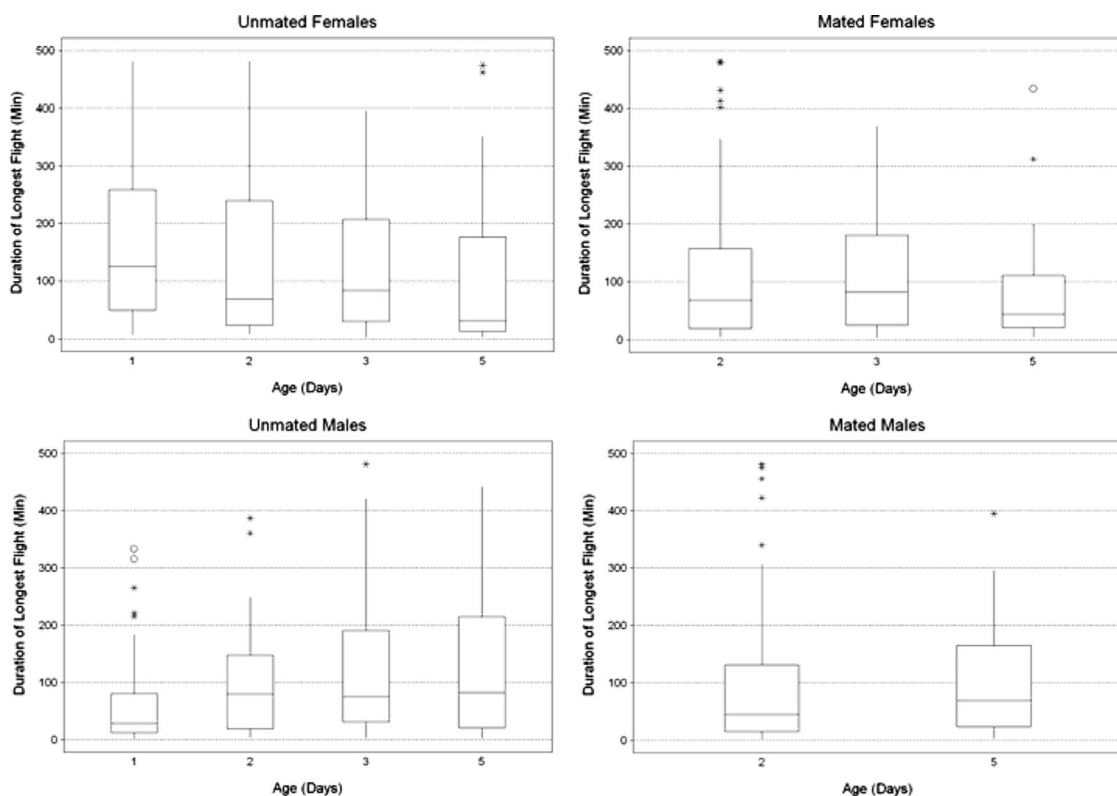 Unmated Females
Duration of Longest Flight (Min)
500
400
300
200
100
0
1 2 3 5
Age (Days)
Mated Females
Duration of Longest Flight (Min)
500
400
300
200
100
0
2 3 5
Age (Days)
Unmated Males
Duration of Longest Flight (Min)
500
400
300
200
100
0
1 2 3 5
Age (Days)
Mated Males
Duration of Longest Flight (Min)
500
400
300
200
100
0
2 5
Age (Days)